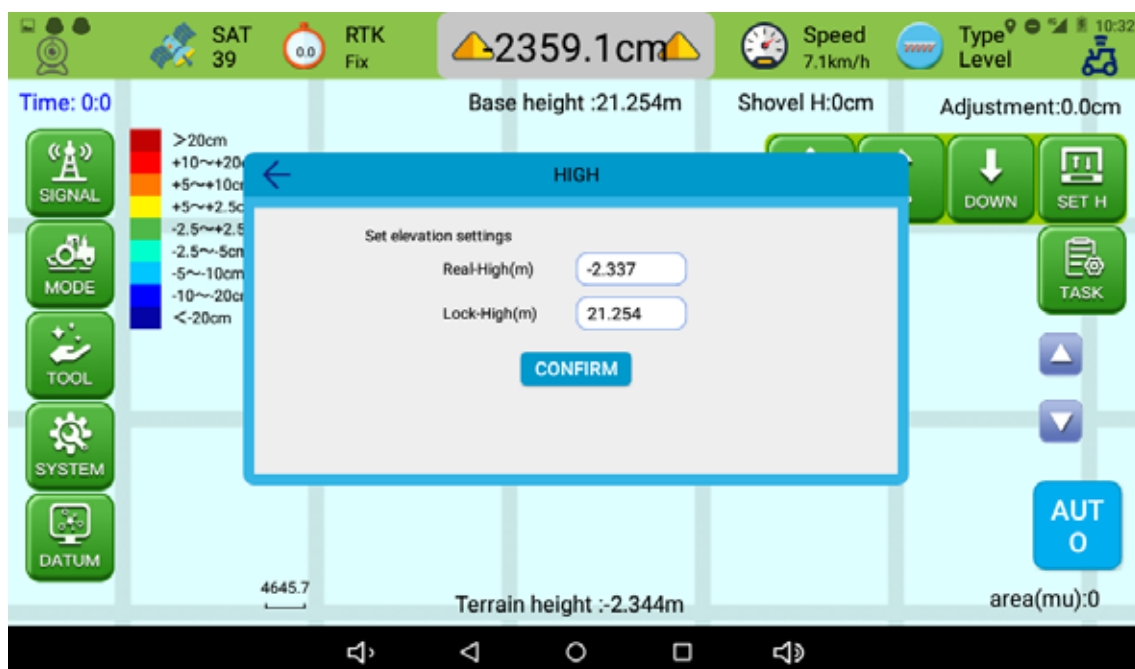 SAT
39
0.0
RTK
Fix
-2359.1cm
Speed
7.1km/h
Type
Level
10:32
Time: 0:0
Base height :21.254m
Shovel H:0cm
Adjustment:0.0cm
SIGNAL
MODE
TOOL
SYSTEM
DATUM
>20cm
+10~+20
+5~+10c
+5~+2.5c
-2.5~+2.5
-2.5~-5cm
-5~-10cm
-10~-20c
<-20cm
HIGH
Set elevation settings
Real-High(m)
-2.337
Lock-High(m)
21.254
CONFIRM
DOWN
SET H
TASK
AUT
O
4645.7
Terrain height :-2.344m
area(mu):0